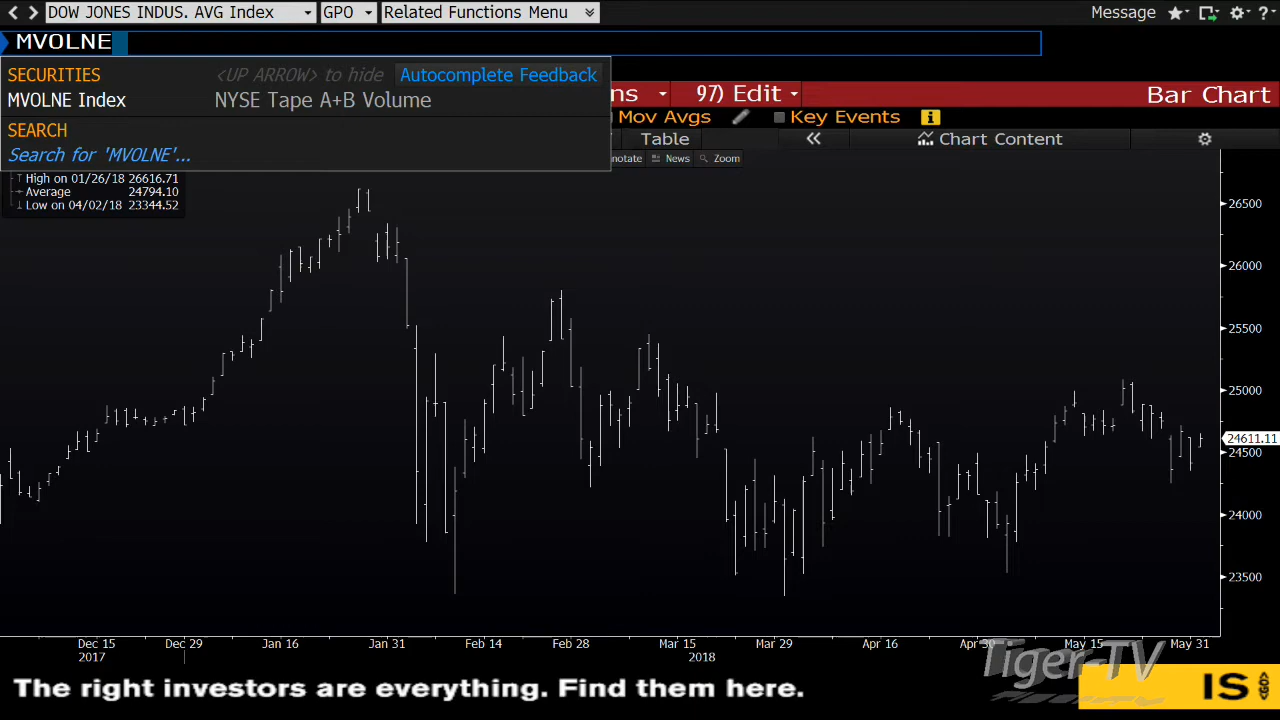 DOW JONES INDUS. AVG Index GPO Related Functions Menu Message ?
MVOLNE
SECURITIES <UP ARROW> to hide Autocomplete Feedback
MVOLNE Index NYSE Tape A+B Volume
SEARCH
Search for 'MVOLNE'...
97) Edit Bar Chart
Mov Avgs Key Events i
Table « Chart Content
News Zoom
High on 01/26/18 26616.71
Average 24794.10
Low on 04/02/18 23344.52
26500
26000
25500
25000
24611.11
24500
24000
23500
Dec 15 Dec 29 Jan 16 Jan 31 Feb 14 Feb 28 Mar 15 Mar 29 Apr 16 Apr 30 May 15 May 31
2017 2018
Tiger-TV
The right investors are everything. Find them here.
IS